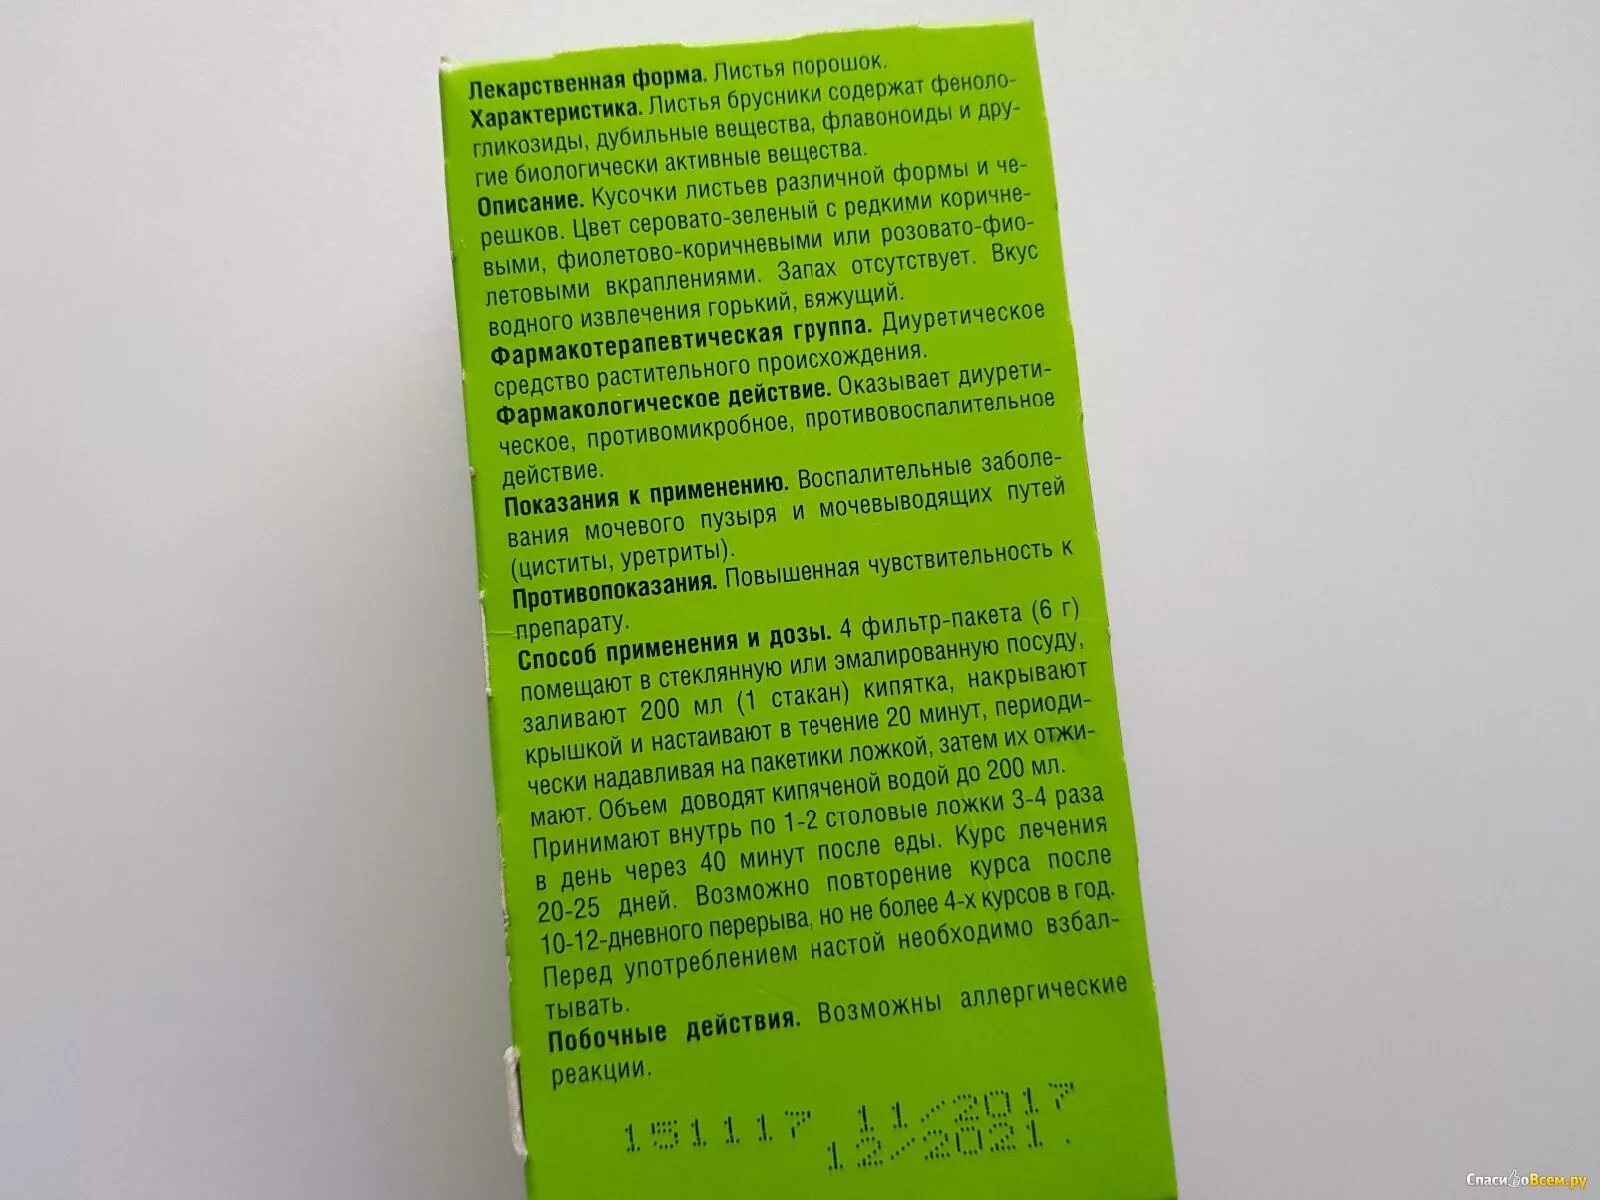 Лекарственная форма. Листья порошок.
Характеристика. Листья брусники содержат феноло-
гликозиды, дубильные вещества, флавоноиды и дру-
гие биологически активные вещества.
Описание. Кусочки листьев различной формы и че-
решков. Цвет серовато-зеленый с редкими коричне-
выми, фиолетово-коричневыми или розовато-фио-
летовыми вкраплениями. Запах отсутствует. Вкус
водного извлечения горький, вяжущий.
Фармакотерапевтическая группа. Диуретическое
средство растительного происхождения.
Фармакологическое действие. Оказывает диурети-
ческое, противомикробное, противовоспалительное
действие.
Показания к применению. Воспалительные заболе-
вания мочевого пузыря и мочевыводящих путей
(циститы, уретриты).
Противопоказания. Повышенная чувствительность к
препарату.
Способ применения и дозы. 4 фильтр-пакета (6 г)
помещают в стеклянную или эмалированную посуду,
заливают 200 мл (1 стакан) кипятка, накрывают
крышкой и настаивают в течение 20 минут, периоди-
чески надавливая на пакетики ложкой, затем их отжи-
мают. Объем доводят кипяченой водой до 200 мл.
Принимают внутрь по 1-2 столовые ложки 3-4 раза
в день через 40 минут после еды. Курс лечения
20-25 дней. Возможно повторение курса после
10-12-дневного перерыва, но не более 4-х курсов в год.
Перед употреблением настой необходимо взбал-
тывать.
Побочные действия. Возможны аллергические
реакции.
151117 11/2017
12/2021.
СпасибоВсем.ру